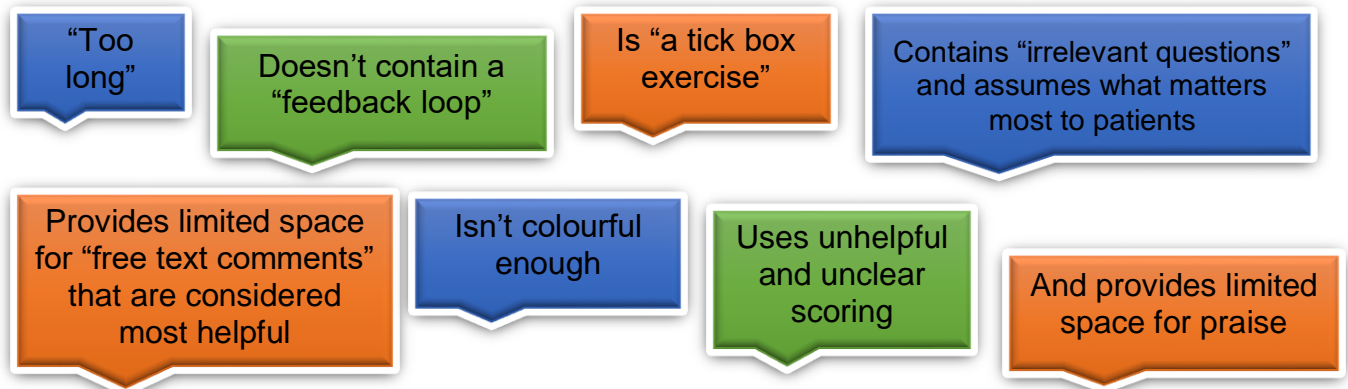 “Too
long”
Doesn’t contain a
“feedback loop”
Is “a tick box
exercise”
Contains “irrelevant questions”
and assumes what matters
most to patients
Provides limited space
for “free text comments”
that are considered
most helpful
Isn’t colourful
enough
Uses unhelpful
and unclear
scoring
And provides limited
space for praise